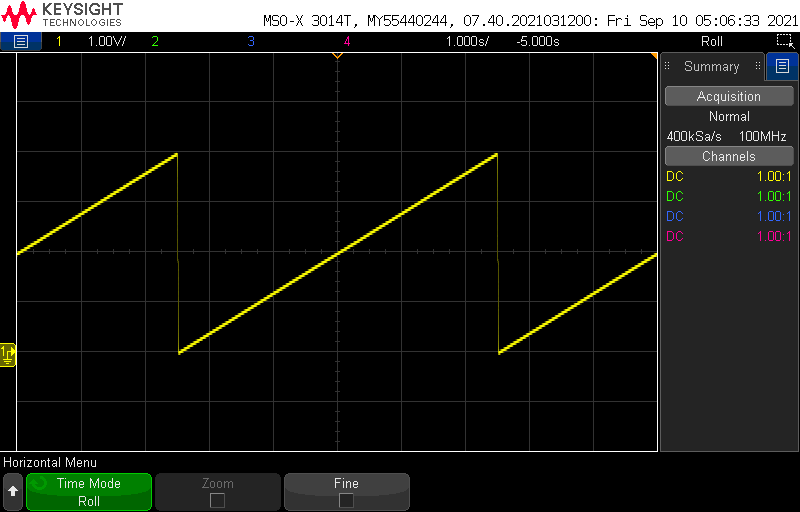 KEYSIGHT
TECHNOLOGIES
MSO-X 3014T, MY55440244, 07.40.2021031200: Fri Sep 10 05:06:33 2021
1 1.00V/ 2 3 4 1.000s/ -5.000s Roll
Summary
Acquisition
Normal
400kSa/s 100MHz
Channels
DC 1.00:1
DC 1.00:1
DC 1.00:1
DC 1.00:1
1
Horizontal Menu
Time Mode
Roll
Zoom
Fine